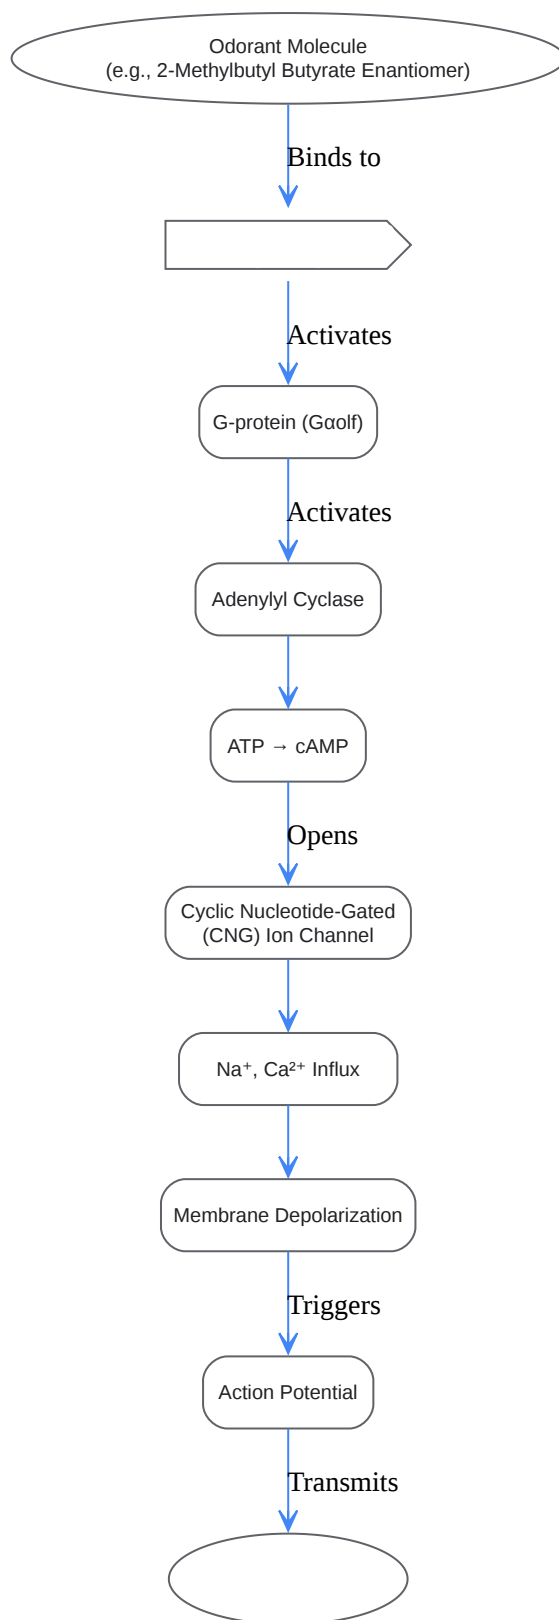 Odorant Molecule
(e.g., 2-Methylbutyl Butyrate Enantiomer)
Binds to
Activates
G-protein (Gαolf)
Activates
Adenylyl Cyclase
ATP → cAMP
Opens
Cyclic Nucleotide-Gated
(CNG) Ion Channel
Na⁺, Ca²⁺ Influx
Membrane Depolarization
Triggers
Action Potential
Transmits